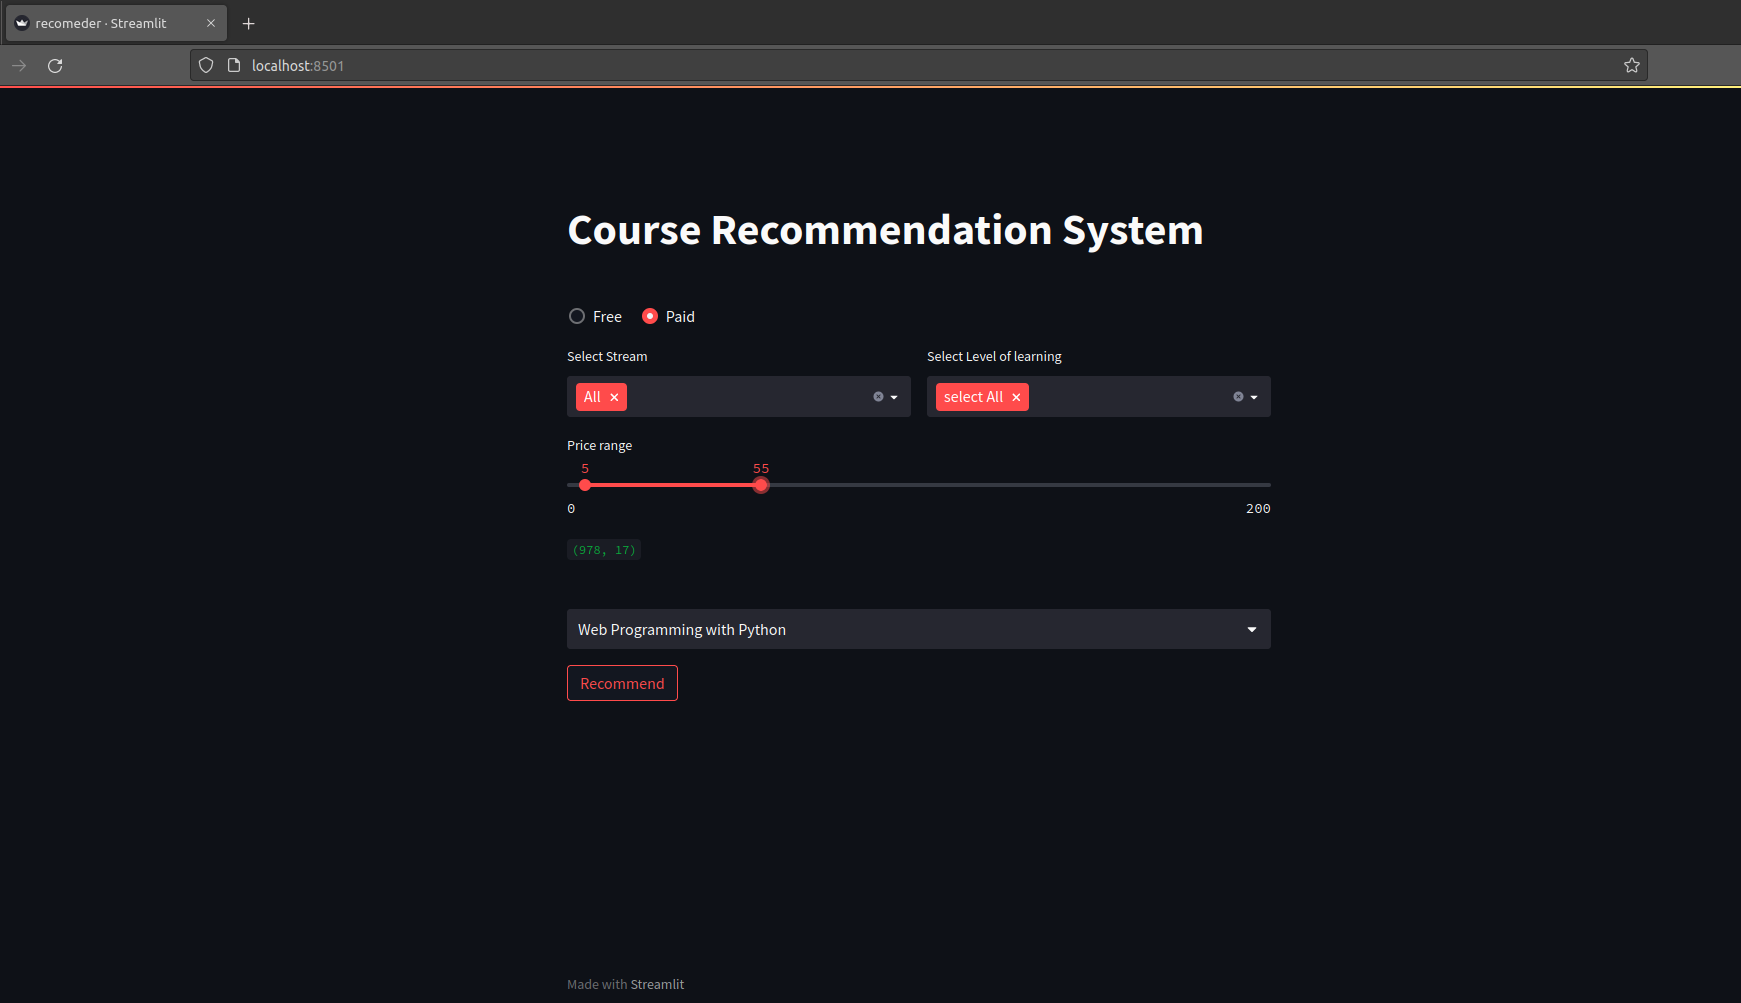 recomeder · Streamlit
localhost:8501
Course Recommendation System
Free Paid
Select Stream Select Level of learning
All select All
Price range
5 55
0 200
(978, 17)
Web Programming with Python
Recommend
Made with Streamlit